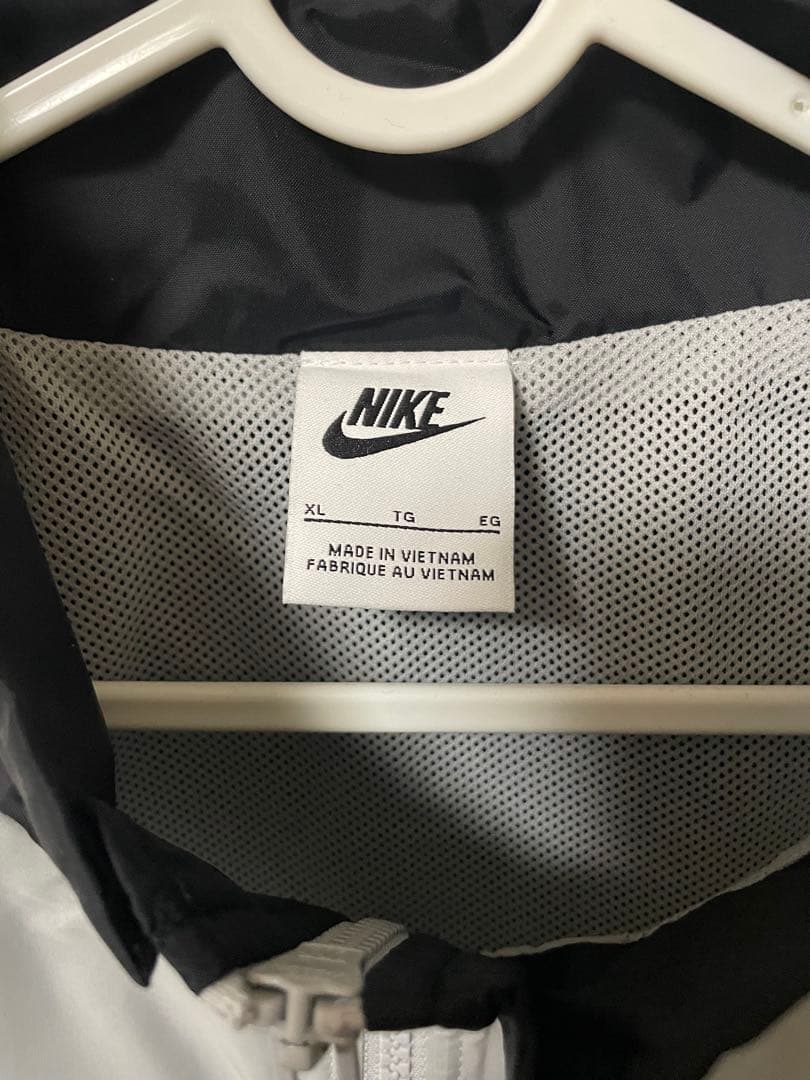 NIKE
XL TG EG
MADE IN VIETNAM
FABRIQUE AU VIETNAM